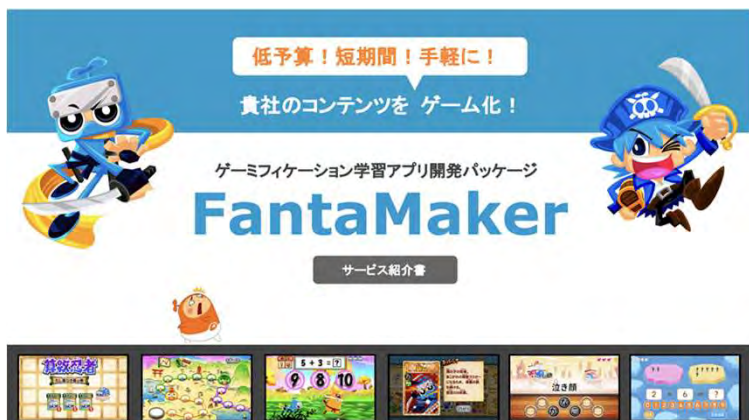 低予算！短期間！手軽に！
貴社のコンテンツを ゲーム化！
ゲーミフィケーション学習アプリ開発パッケージ
FantaMaker
サービス紹介書
算数忍者
5 + 3 = ?
9 8 10
泣き顔
2 + 6 = ?